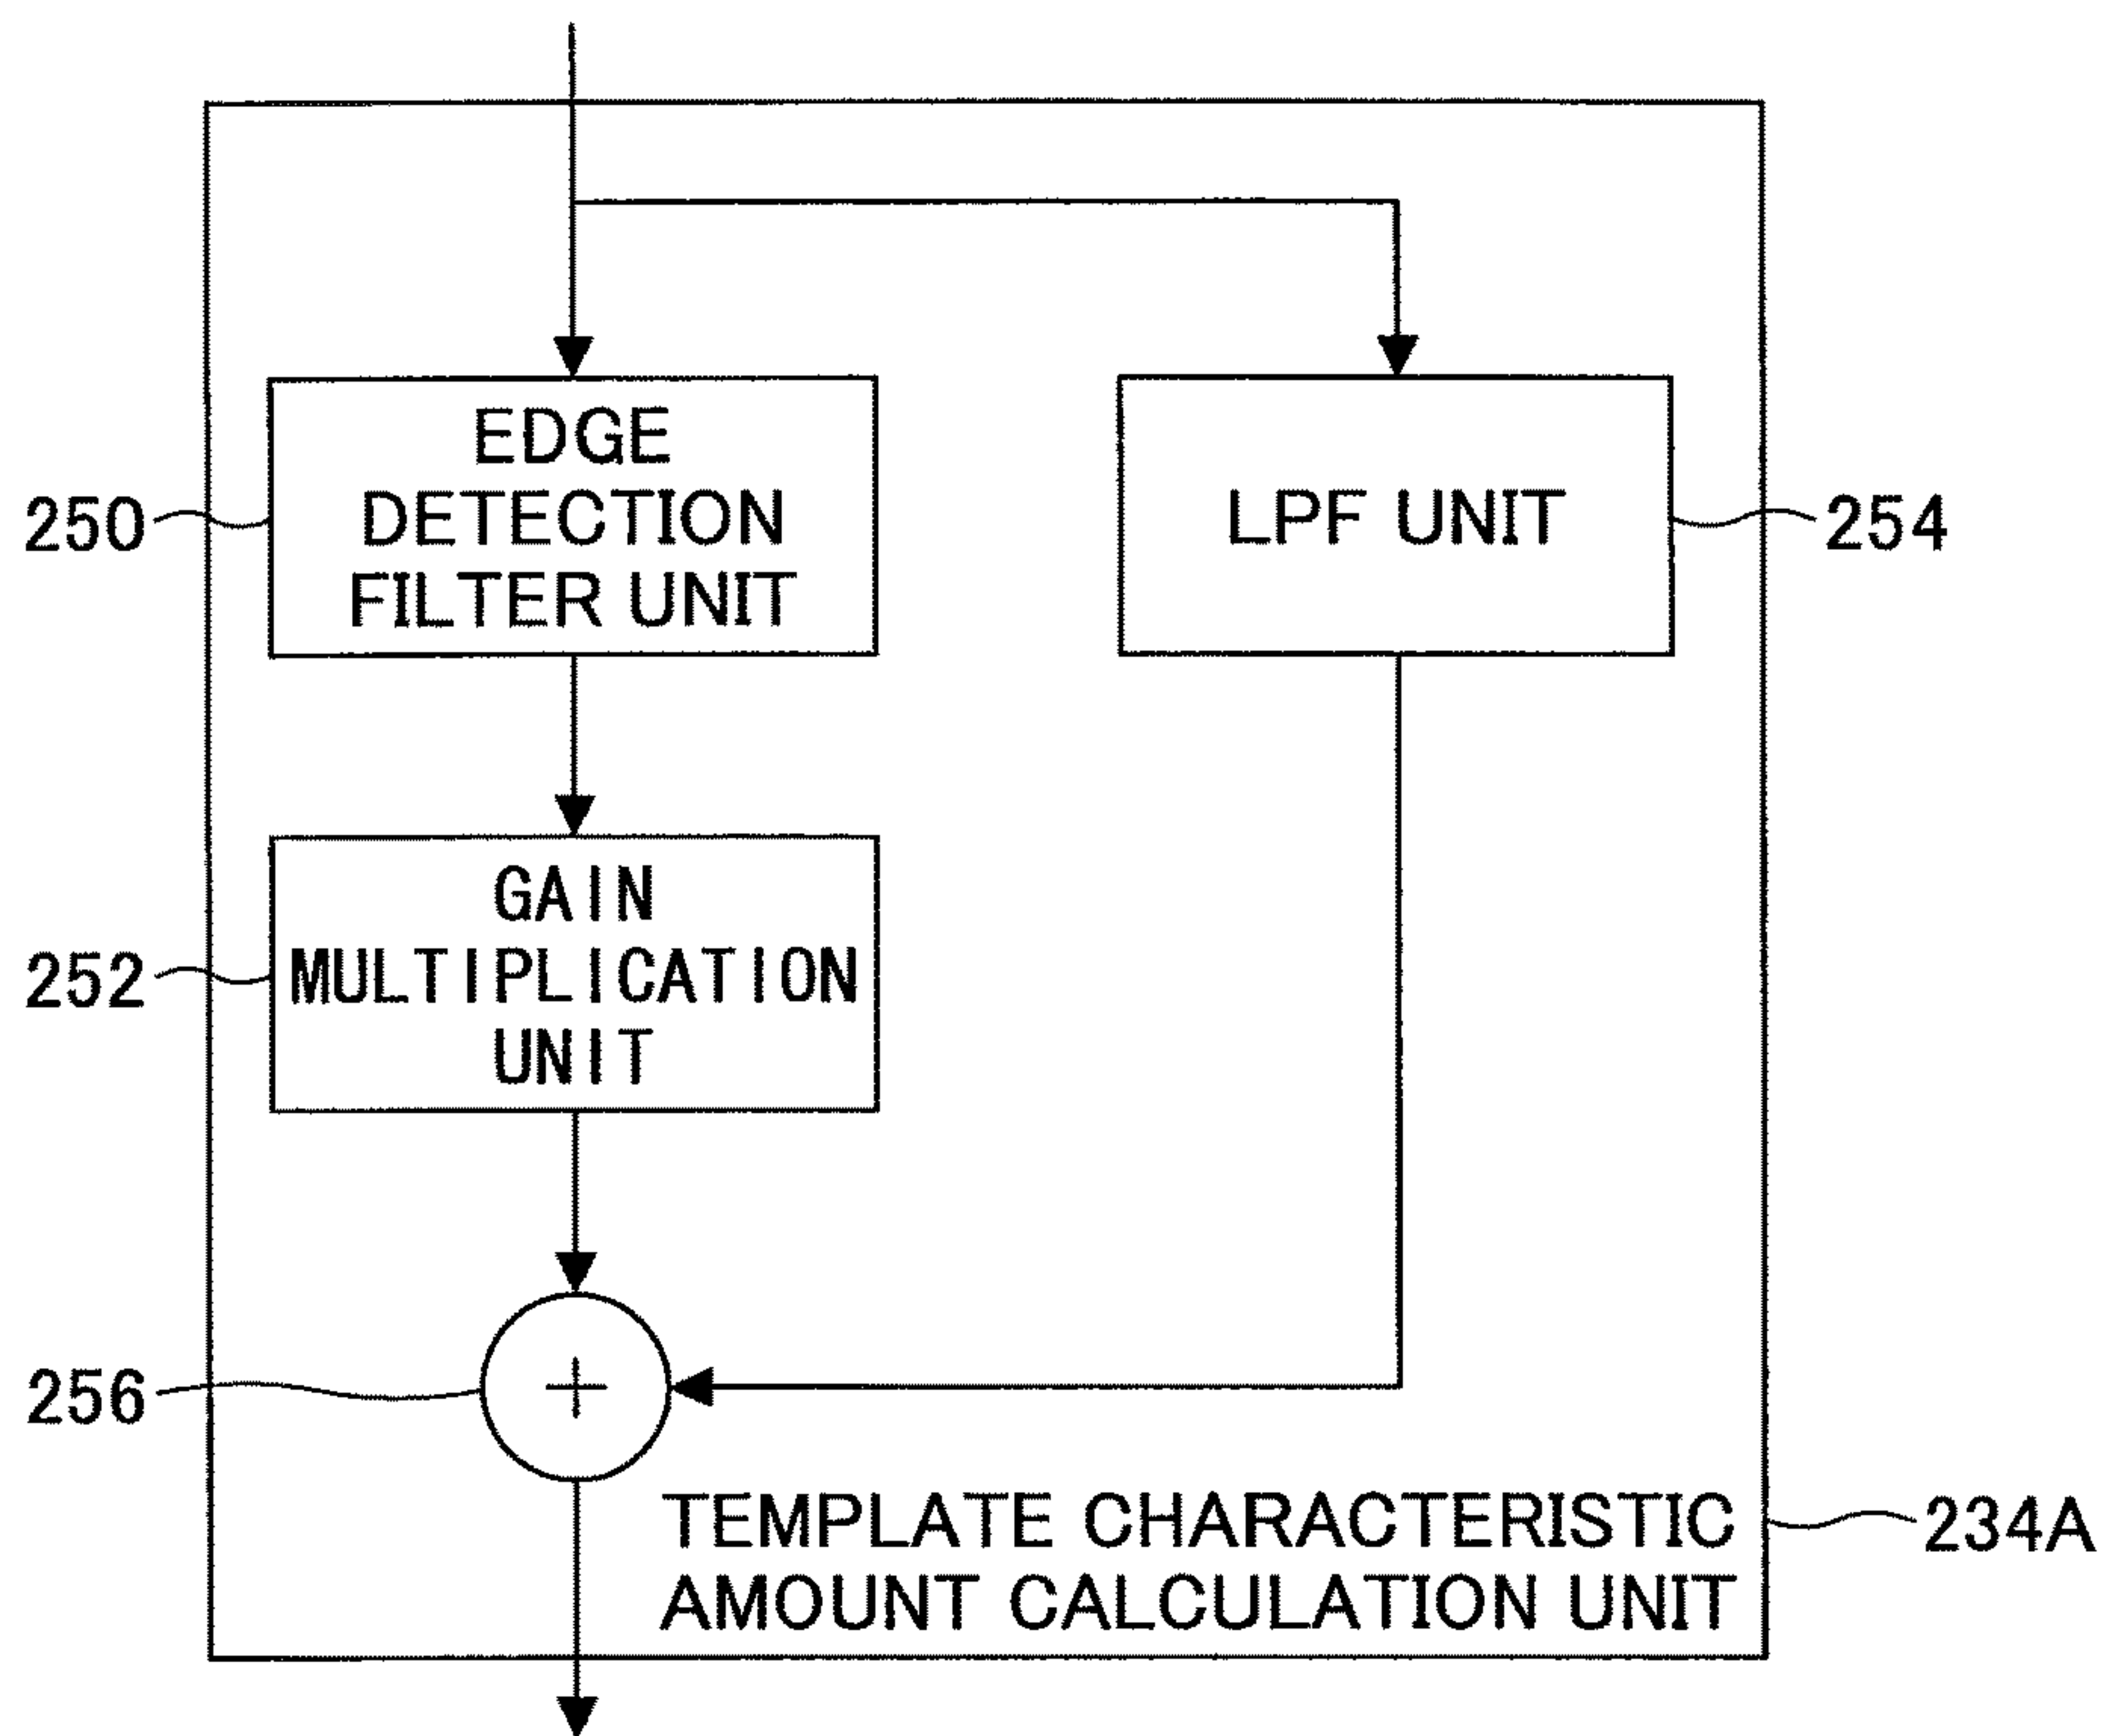 EDGE
DETECTION
FILTER UNIT
250
LPF UNIT
254
GAIN
MULTIPLICATION
UNIT
252
256
TEMPLATE CHARACTERISTIC
AMOUNT CALCULATION UNIT
234A